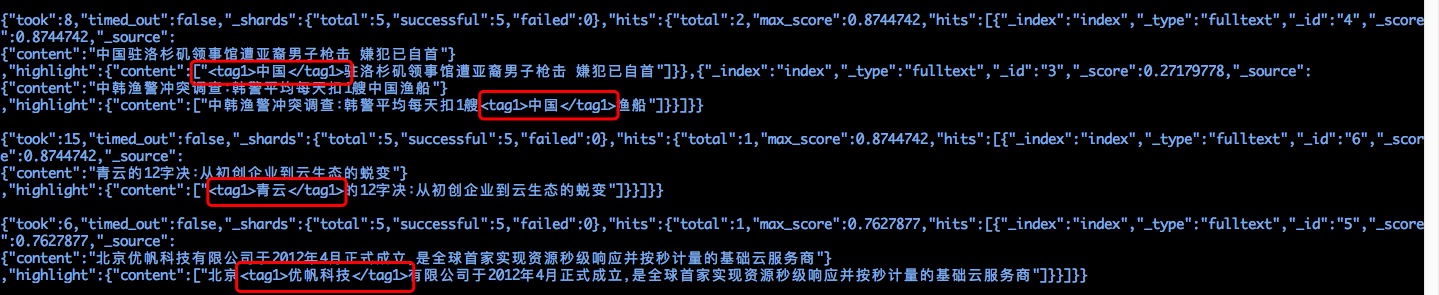 {"took":8,"timed_out":false,"_shards":{"total":5,"successful":5,"failed":0},"hits":{"total":2,"max_score":0.8744742,"hits":[{"_index":"index","_type":"fulltext","_id":"4","_score
":0.8744742,"_source":
{"content":"中国驻洛杉矶领事馆遭亚裔男子枪击 嫌犯已自首"}
,"highlight":{"content":["<tag1>中国</tag1>驻洛杉矶领事馆遭亚裔男子枪击 嫌犯已自首"]}},{"_index":"index","_type":"fulltext","_id":"3","_score":0.27179778,"_source":
{"content":"中韩渔警冲突调查:韩警平均每天扣1艘中国渔船"}
,"highlight":{"content":["中韩渔警冲突调查:韩警平均每天扣1艘<tag1>中国</tag1>渔船"]}}]}}
{"took":15,"timed_out":false,"_shards":{"total":5,"successful":5,"failed":0},"hits":{"total":1,"max_score":0.8744742,"hits":[{"_index":"index","_type":"fulltext","_id":"6","_scor
e":0.8744742,"_source":
{"content":"青云的12字决:从初创企业到云生态的蜕变"}
,"highlight":{"content":["<tag1>青云</tag1>的12字决:从初创企业到云生态的蜕变"]}}]}}
{"took":6,"timed_out":false,"_shards":{"total":5,"successful":5,"failed":0},"hits":{"total":1,"max_score":0.7627877,"hits":[{"_index":"index","_type":"fulltext","_id":"5","_score
":0.7627877,"_source":
{"content":"北京优帆科技有限公司于2012年4月正式成立,是全球首家实现资源秒级响应并按秒计量的基础云服务商"}
,"highlight":{"content":["北京<tag1>优帆科技</tag1>有限公司于2012年4月正式成立,是全球首家实现资源秒级响应并按秒计量的基础云服务商"]}}]}}